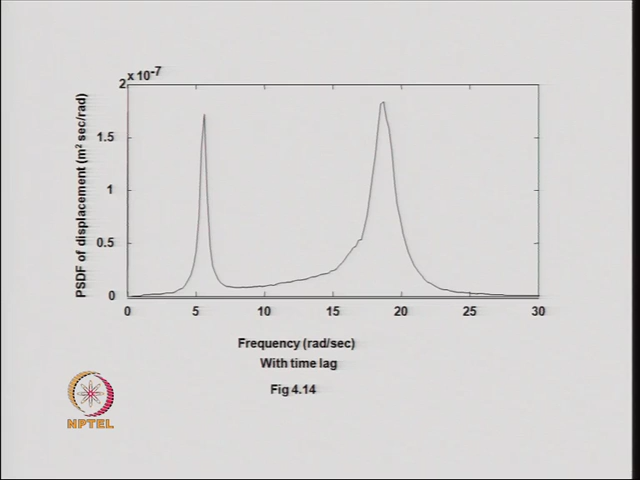 2 x 10-7
PSDF of displacement (m2 sec/rad)
1.5
1
0.5
0
0 5 10 15 20 25 30
Frequency (rad/sec)
With time lag
Fig 4.14
NPTEL